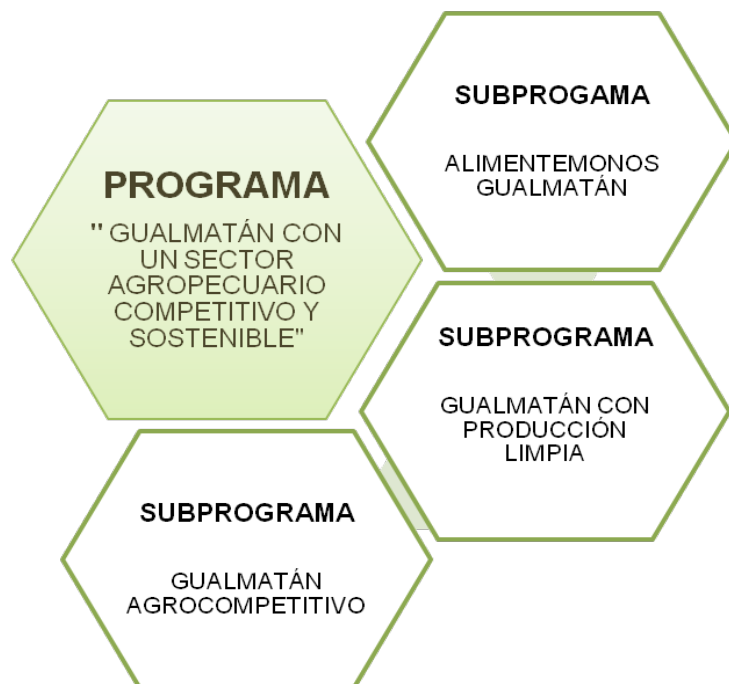 PROGRAMA
" GUALMATÁN CON
UN SECTOR
AGROPECUARIO
COMPETITIVO Y
SOSTENIBLE"
SUBPROGAMA
ALIMENTEMONOS
GUALMATÁN
SUBPROGRAMA
GUALMATÁN CON
PRODUCCIÓN
LIMPIA
SUBPROGRAMA
GUALMATÁN
AGROCOMPETITIVO